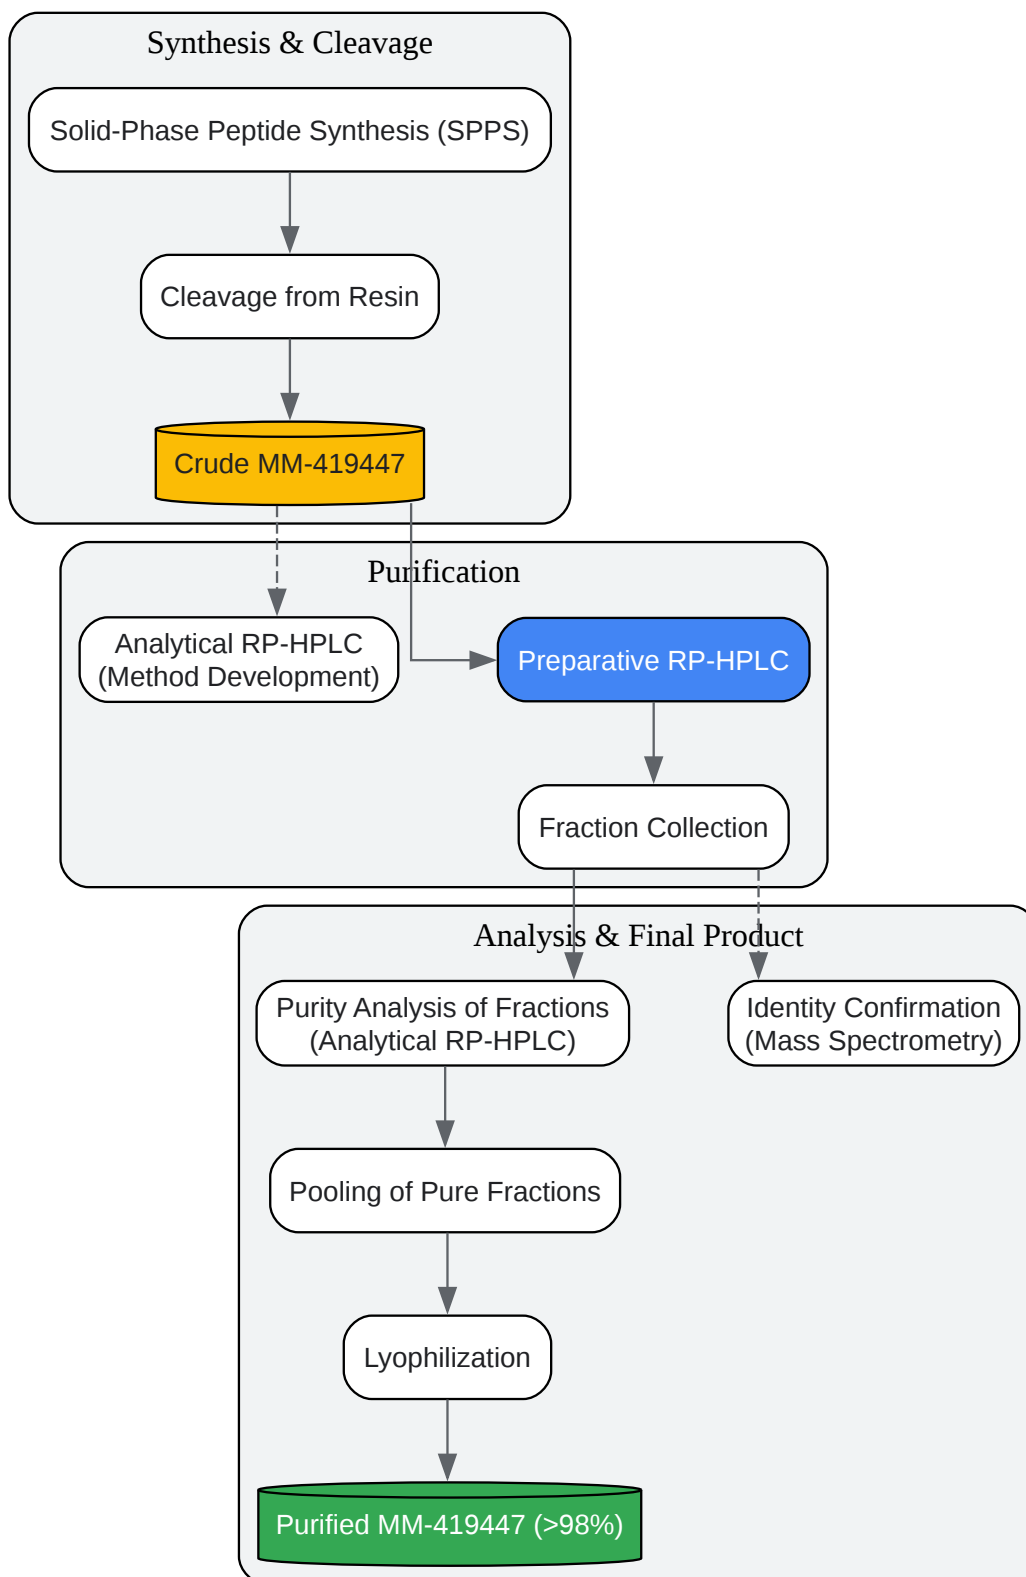 Synthesis & Cleavage
Solid-Phase Peptide Synthesis (SPPS)
Cleavage from Resin
Crude MM-419447
Purification
Analytical RP-HPLC
(Method Development)
Preparative RP-HPLC
Fraction Collection
Analysis & Final Product
Purity Analysis of Fractions
(Analytical RP-HPLC)
Identity Confirmation
(Mass Spectrometry)
Pooling of Pure Fractions
Lyophilization
Purified MM-419447 (>98%)